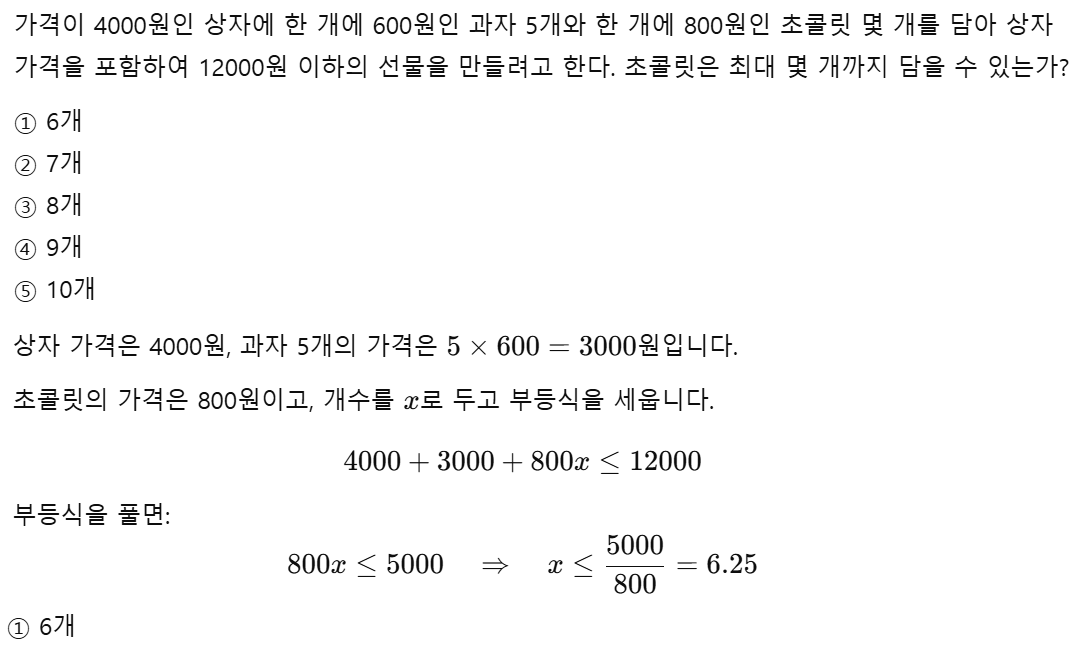 가격이 4000원인 상자에 한 개에 600원인 과자 5개와 한 개에 800원인 초콜릿 몇 개를 담아 상자
가격을 포함하여 12000원 이하의 선물을 만들려고 한다. 초콜릿은 최대 몇 개까지 담을 수 있는가?
① 6개
② 7개
③ 8개
④ 9개
⑤ 10개
상자 가격은 4000원, 과자 5개의 가격은 5 × 600 = 3000원입니다.
초콜릿의 가격은 800원이고, 개수를 x로 두고 부등식을 세웁니다.
4000 + 3000 + 800x ≤ 12000
부등식을 풀면:
800x ≤ 5000 ⇒ x ≤ 5000/800 = 6.25
① 6개